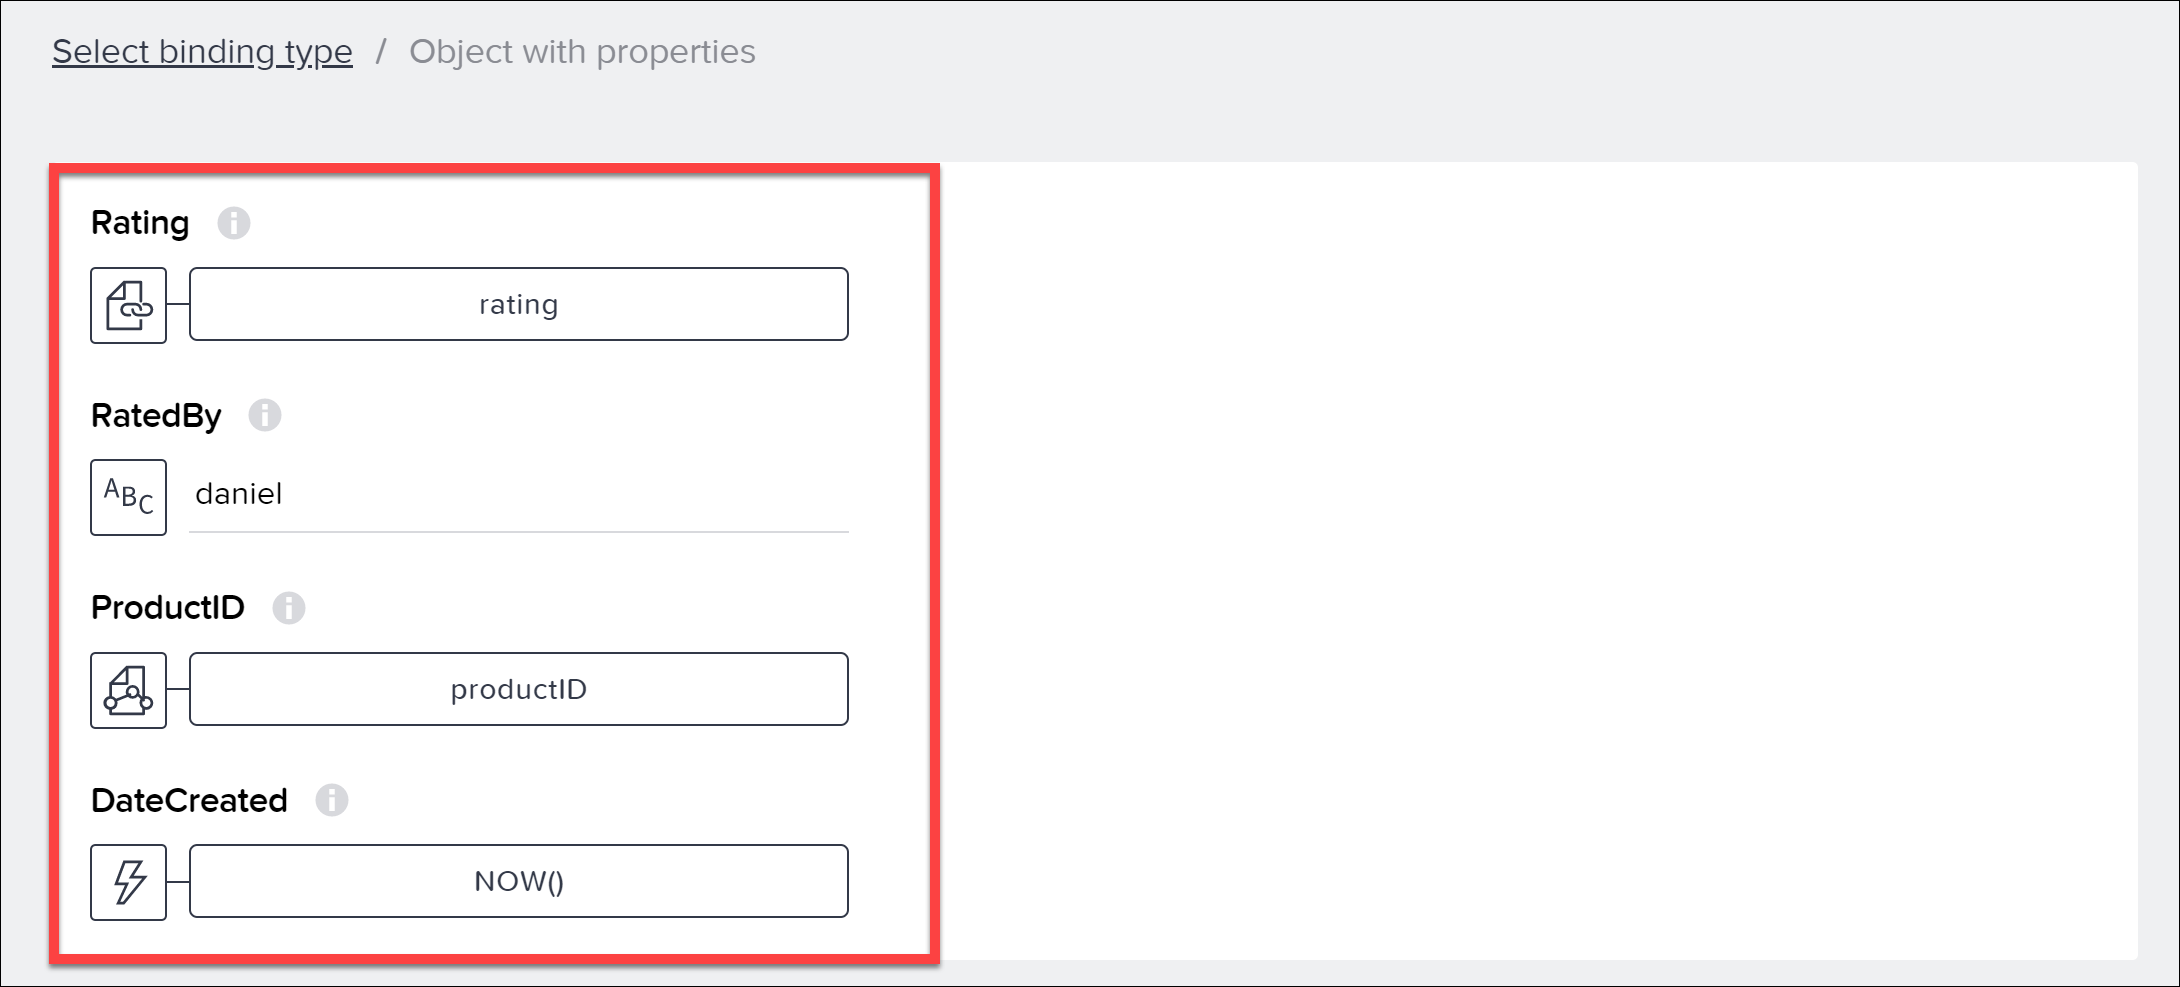 Select binding type / Object with properties
Rating
rating
RatedBy
ABC daniel
ProductID
productID
DateCreated
NOW()